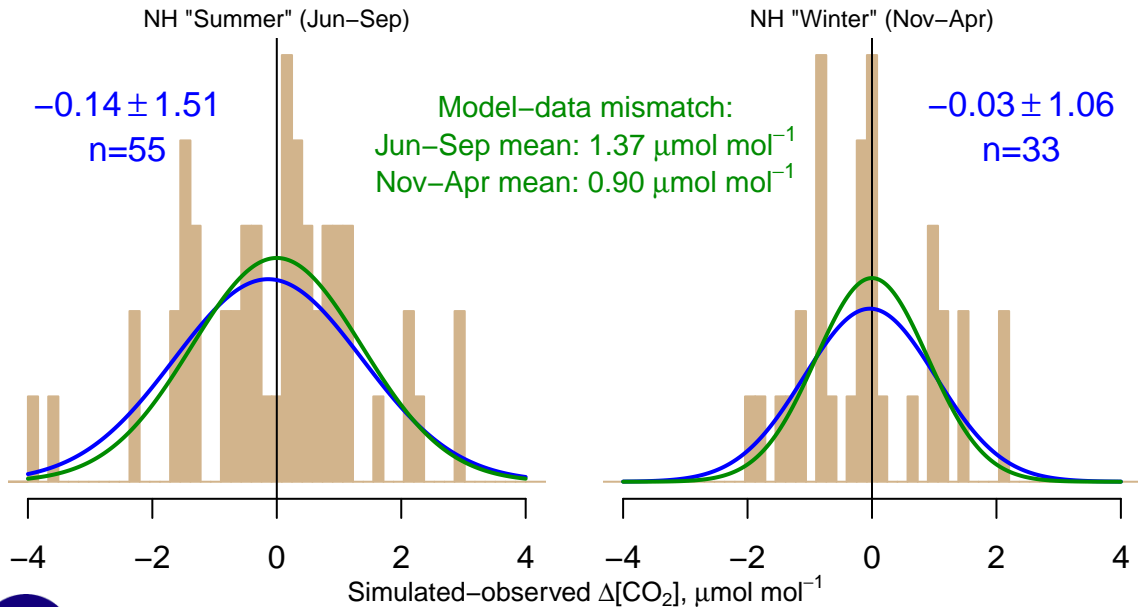 NH "Summer" (Jun−Sep)
NH "Winter" (Nov−Apr)
−0.14 ± 1.51
n=55
Model−data mismatch:
Jun−Sep mean: 1.37 μmol mol⁻¹
Nov−Apr mean: 0.90 μmol mol⁻¹
−0.03 ± 1.06
n=33
−4 −2 0 2 4
−4 −2 0 2 4
Simulated−observed Δ[CO₂], μmol mol⁻¹